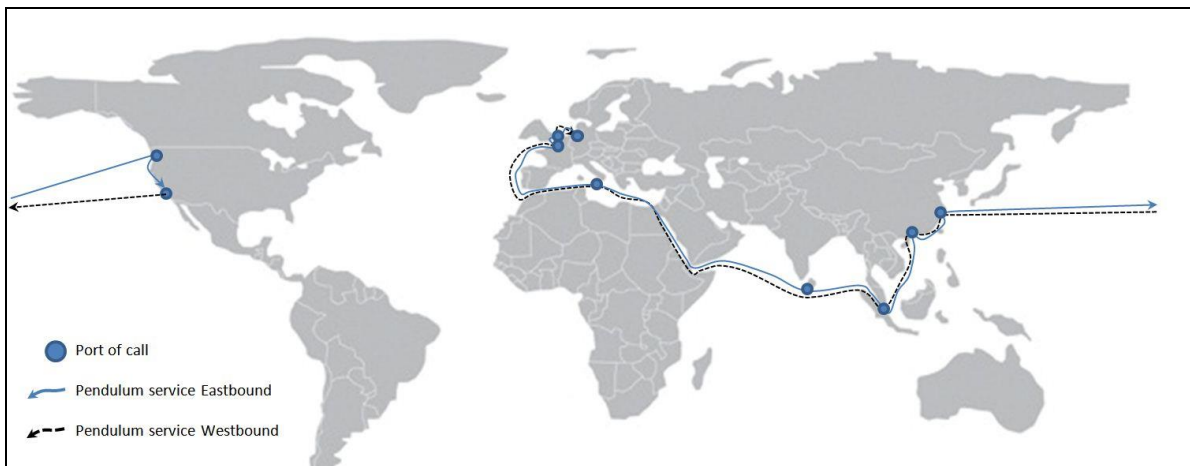 Port of call
Pendulum service Eastbound
Pendulum service Westbound